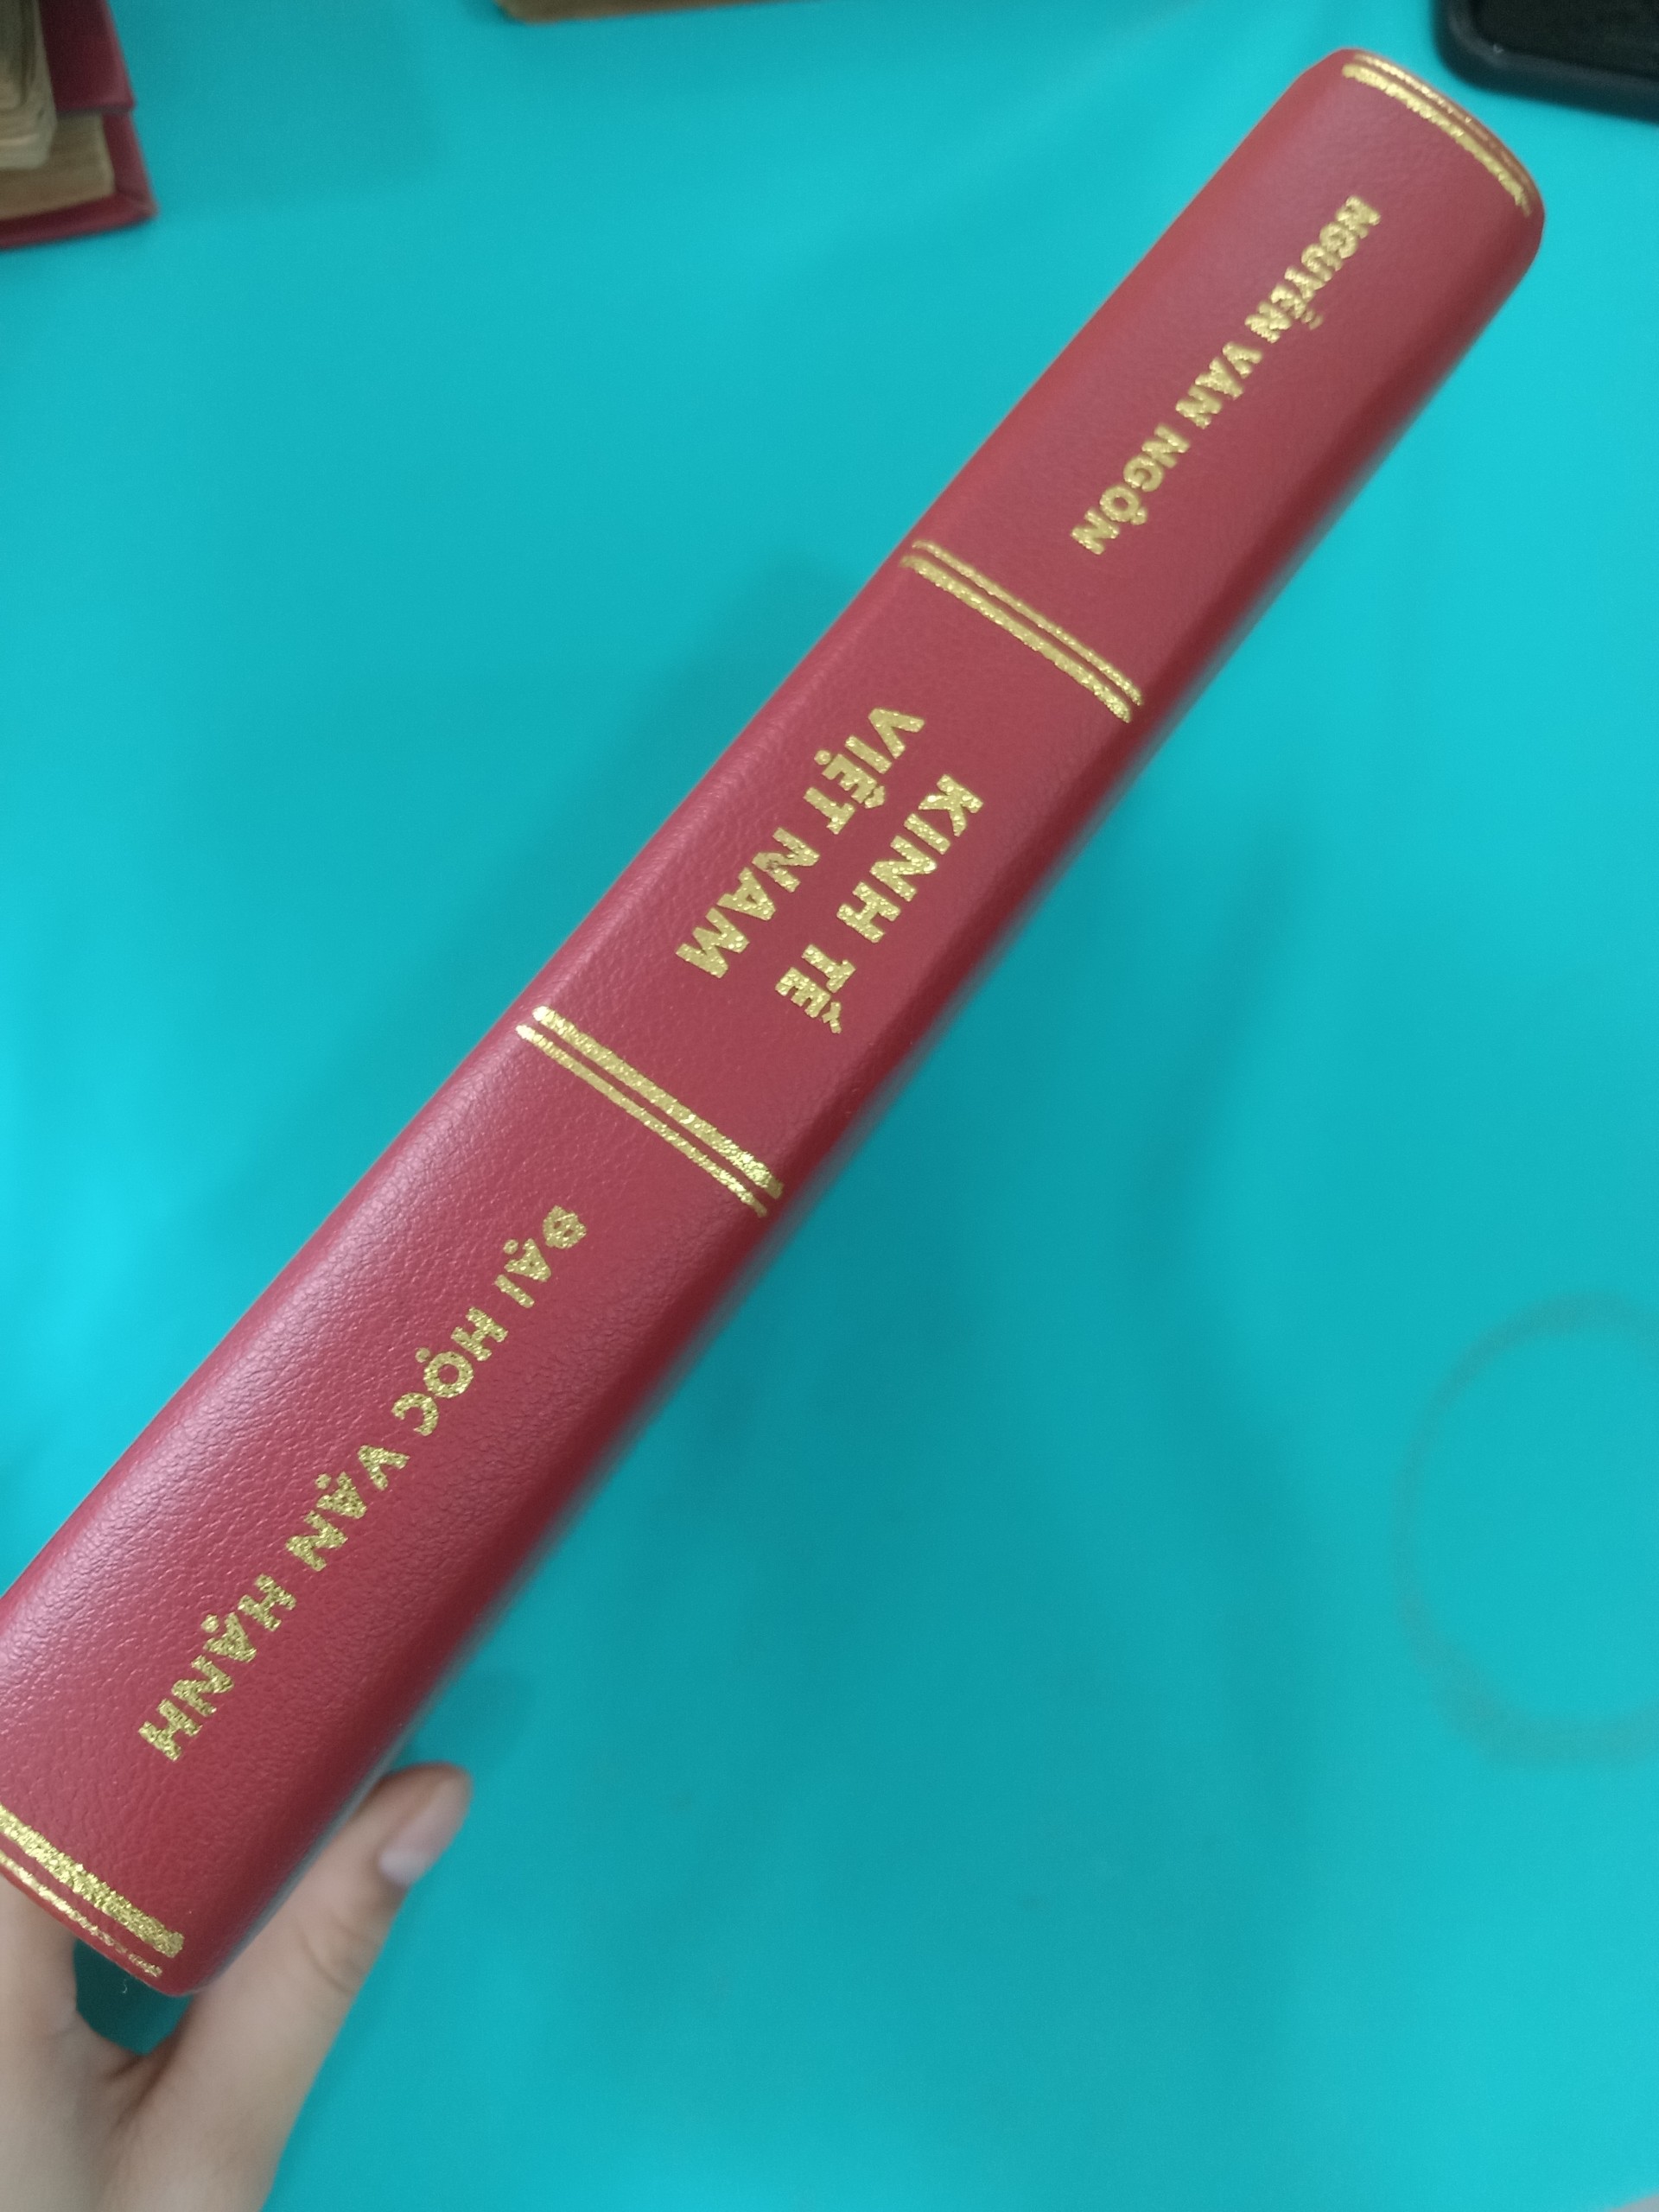 NGUYỄN VĂN NGÔN
KINH TẾ
VIỆT NAM
ĐẠI HỌC VẠN HẠNH